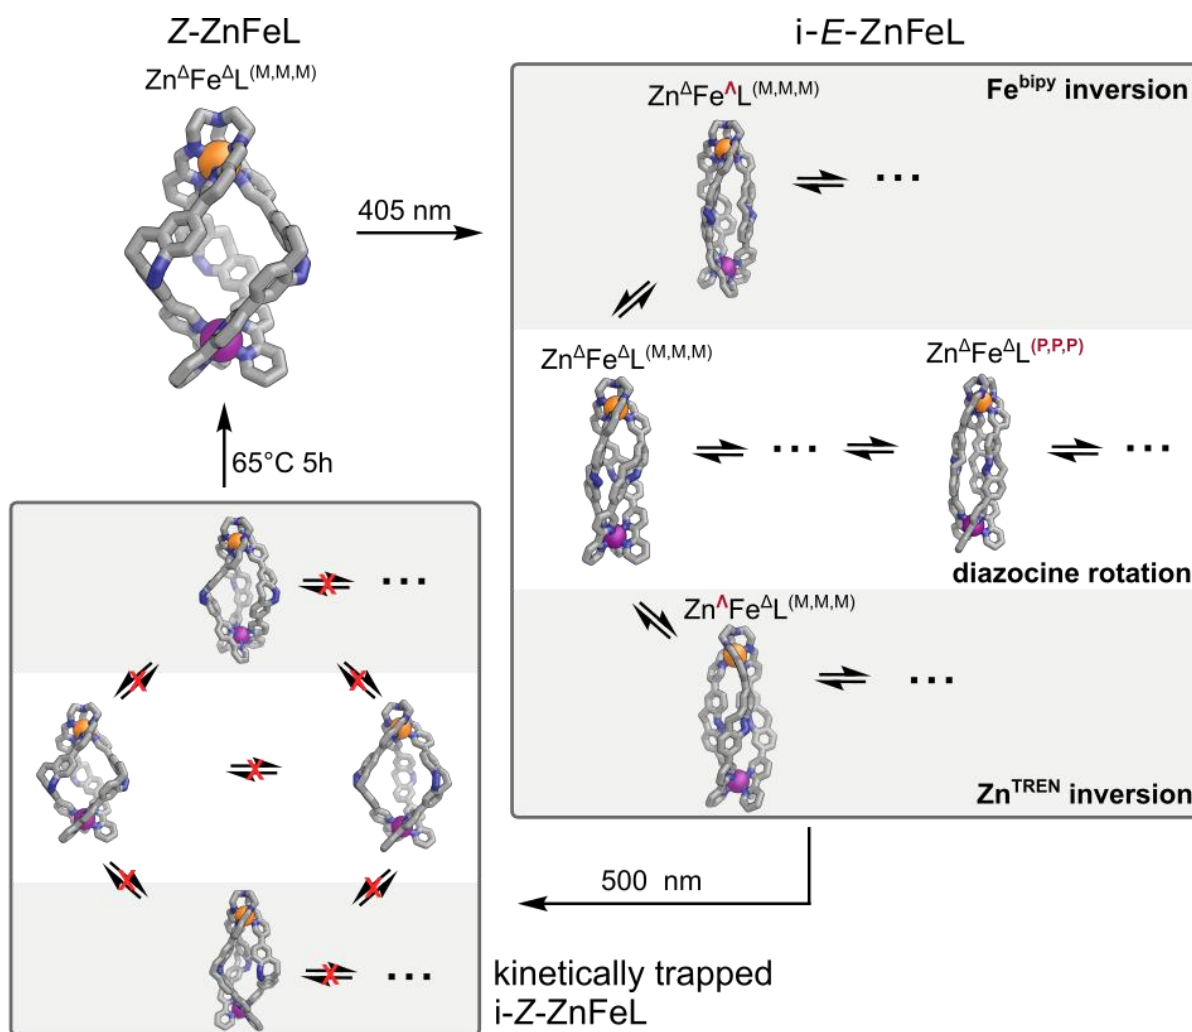 Z-ZnFeL
Zn^ΔFe^ΔL^(M,M,M)
405 nm
i-E-ZnFeL
Zn^ΔFe^ΛL^(M,M,M)
Fe^bipy inversion
...
Zn^ΔFe^ΔL^(M,M,M)
Zn^ΔFe^ΔL^(P,P,P)
...
...
diazocine rotation
Zn^ΛFe^ΔL^(M,M,M)
...
Zn^TREN inversion
65°C 5h
X
...
X
X
X
X
X
X
...
500 nm
kinetically trapped
i-Z-ZnFeL